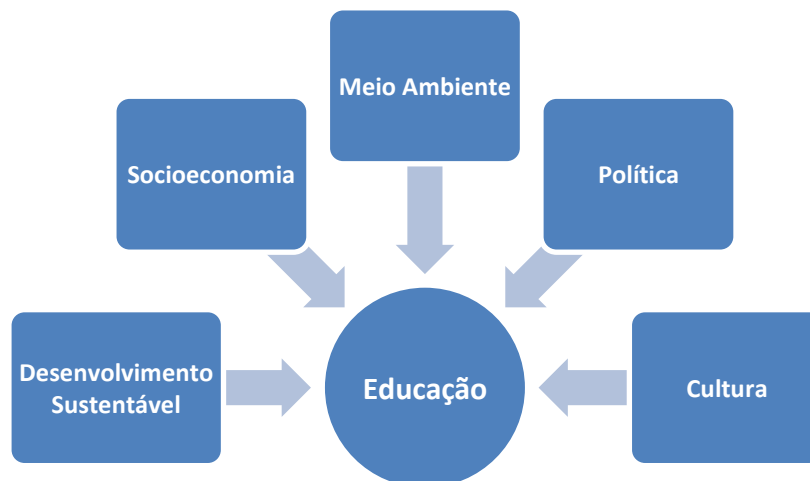 Meio Ambiente
Socioeconomia
Política
Desenvolvimento
Sustentável
Educação
Cultura